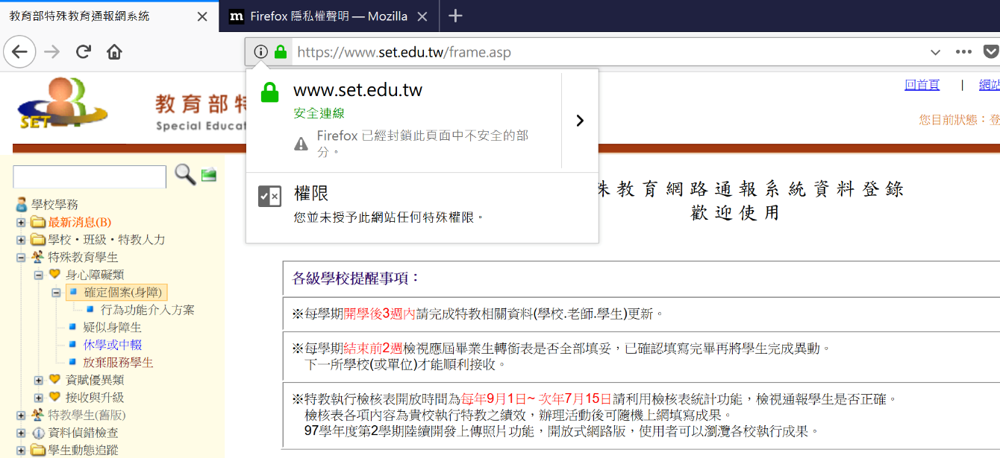 教育部特殊教育通報網系統
Firefox 隱私權聲明 — Mozilla
https://www.set.edu.tw/frame.asp
www.set.edu.tw
安全連線
Firefox 已經封鎖此頁面中不安全的部
分。
權限
您並未授予此網站任何特殊權限。
SET
教育部特
Special Educat
回首頁 | 網站
您目前狀態：登
學校學務
最新消息(B)
學校‧班級‧特教人力
特殊教育學生
身心障礙類
確定個案(身障)
行為功能介入方案
疑似身障生
休學或中輟
放棄服務學生
資賦優異類
接收與升級
特教學生(舊版)
資料偵錯檢查
學生動態追蹤
殊教育網路通報系統資料登錄
歡迎使用
各級學校提醒事項：
※每學期開學後3週內請完成特教相關資料(學校.老師.學生)更新。
※每學期結束前2週檢視應屆畢業生轉銜表是否全部填妥，已確認填寫完畢再將學生完成異動。
下一所學校(或單位)才能順利接收。
※特教執行檢核表開放時間為每年9月1日~ 次年7月15日請利用檢核表統計功能，檢視通報學生是否正確。
檢核表各項內容為貴校執行特教之績效，辦理活動後可隨機上網填寫成果。
97學年度第2學期陸續開發上傳照片功能，開放式網路版，使用者可以瀏灠各校執行成果。